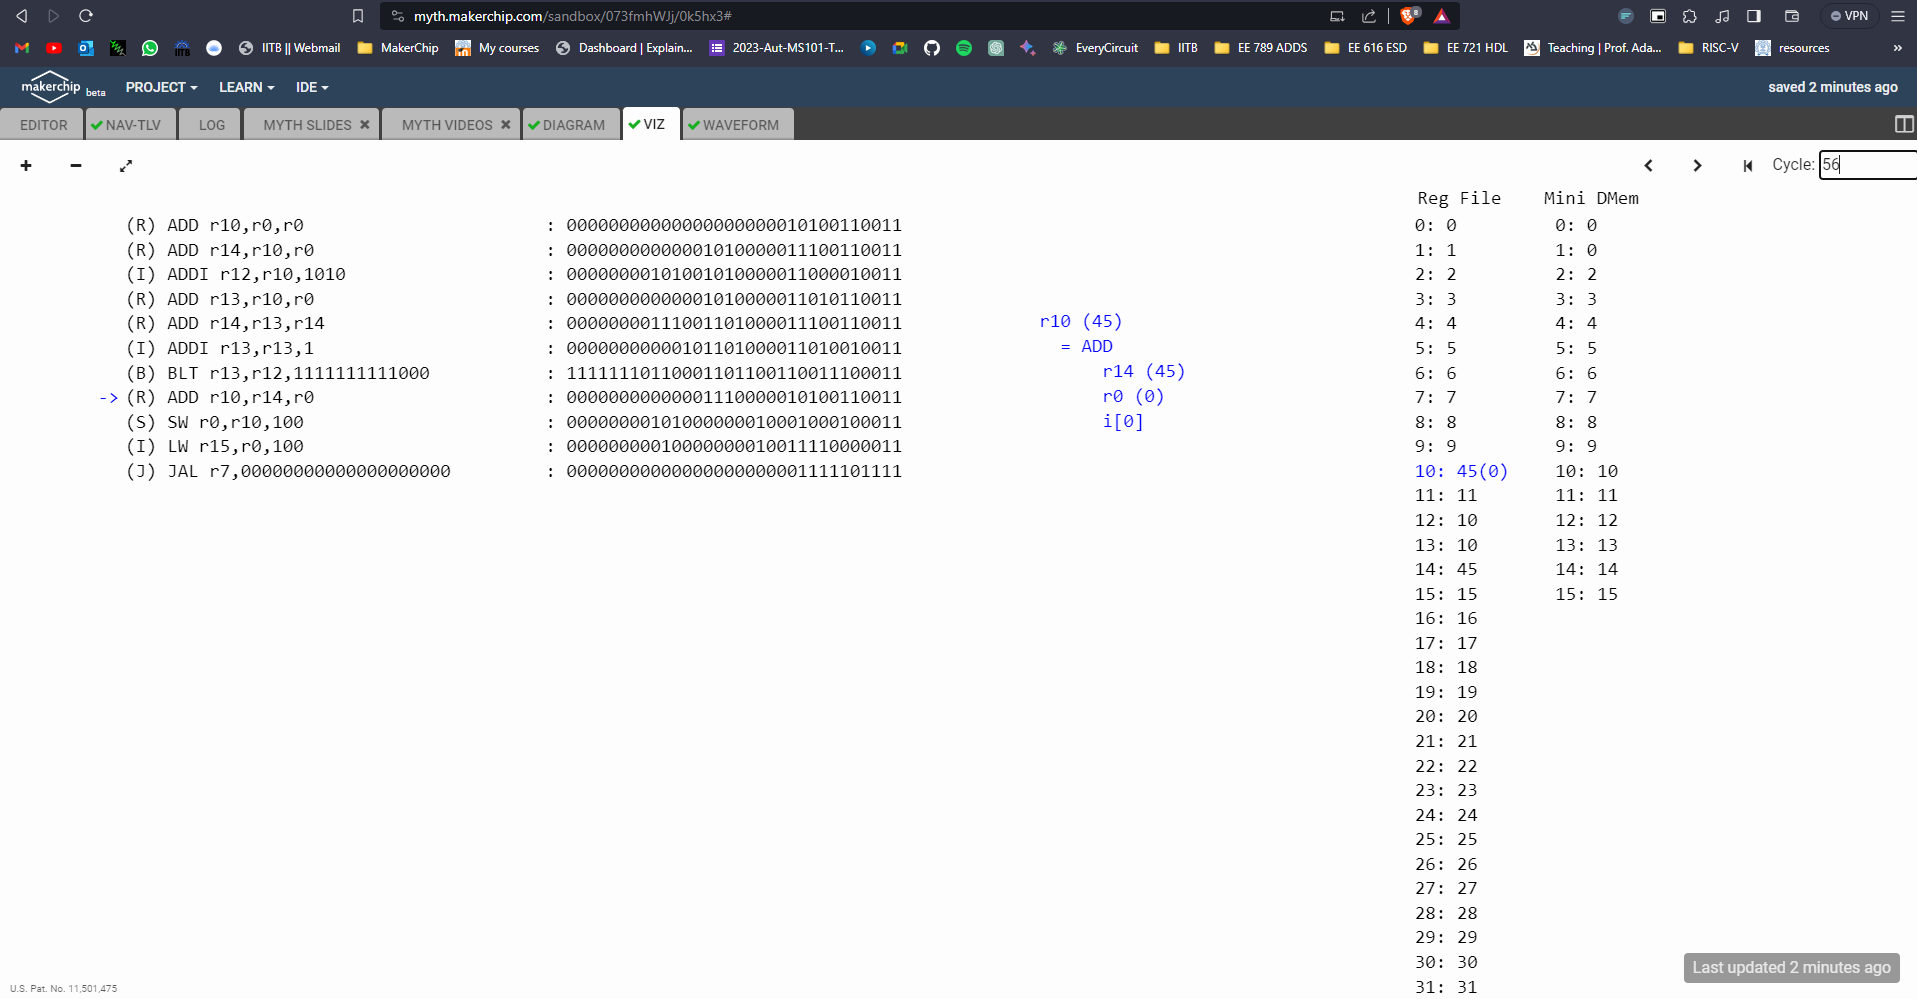 myth.makerchip.com/sandbox/073fmhWJj/0k5hx3#
8
VPN
IITB || Webmail
MakerChip
My courses
Dashboard | Explain...
2023-Aut-MS101-T...
EveryCircuit
IITB
EE 789 ADDS
EE 616 ESD
EE 721 HDL
Teaching | Prof. Ada...
RISC-V
resources
»
makerchip beta
PROJECT
LEARN
IDE
saved 2 minutes ago
EDITOR
NAV-TLV
LOG
MYTH SLIDES
MYTH VIDEOS
DIAGRAM
VIZ
WAVEFORM
Cycle: 56
(R) ADD r10,r0,r0 : 00000000000000000000010100110011
(R) ADD r14,r10,r0 : 00000000000001010000011100110011
(I) ADDI r12,r10,1010 : 00000000101001010000011000010011
(R) ADD r13,r10,r0 : 00000000000001010000011010110011
(R) ADD r14,r13,r14 : 00000000111001101000011100110011
(I) ADDI r13,r13,1 : 00000000000101101000011010010011
(B) BLT r13,r12,1111111111000 : 11111110110001101100110011100011
-> (R) ADD r10,r14,r0 : 00000000000001110000010100110011
(S) SW r0,r10,100 : 00000000101000000010001000100011
(I) LW r15,r0,100 : 00000000010000000010011110000011
(J) JAL r7,00000000000000000000 : 00000000000000000000001111101111
r10 (45)
= ADD
r14 (45)
r0 (0)
i[0]
Reg File
0: 0
1: 1
2: 2
3: 3
4: 4
5: 5
6: 6
7: 7
8: 8
9: 9
10: 45(0)
11: 11
12: 10
13: 10
14: 45
15: 15
16: 16
17: 17
18: 18
19: 19
20: 20
21: 21
22: 22
23: 23
24: 24
25: 25
26: 26
27: 27
28: 28
29: 29
30: 30
31: 31
Mini DMem
0: 0
1: 0
2: 2
3: 3
4: 4
5: 5
6: 6
7: 7
8: 8
9: 9
10: 10
11: 11
12: 12
13: 13
14: 14
15: 15
Last updated 2 minutes ago
U.S. Pat. No. 11,501,475